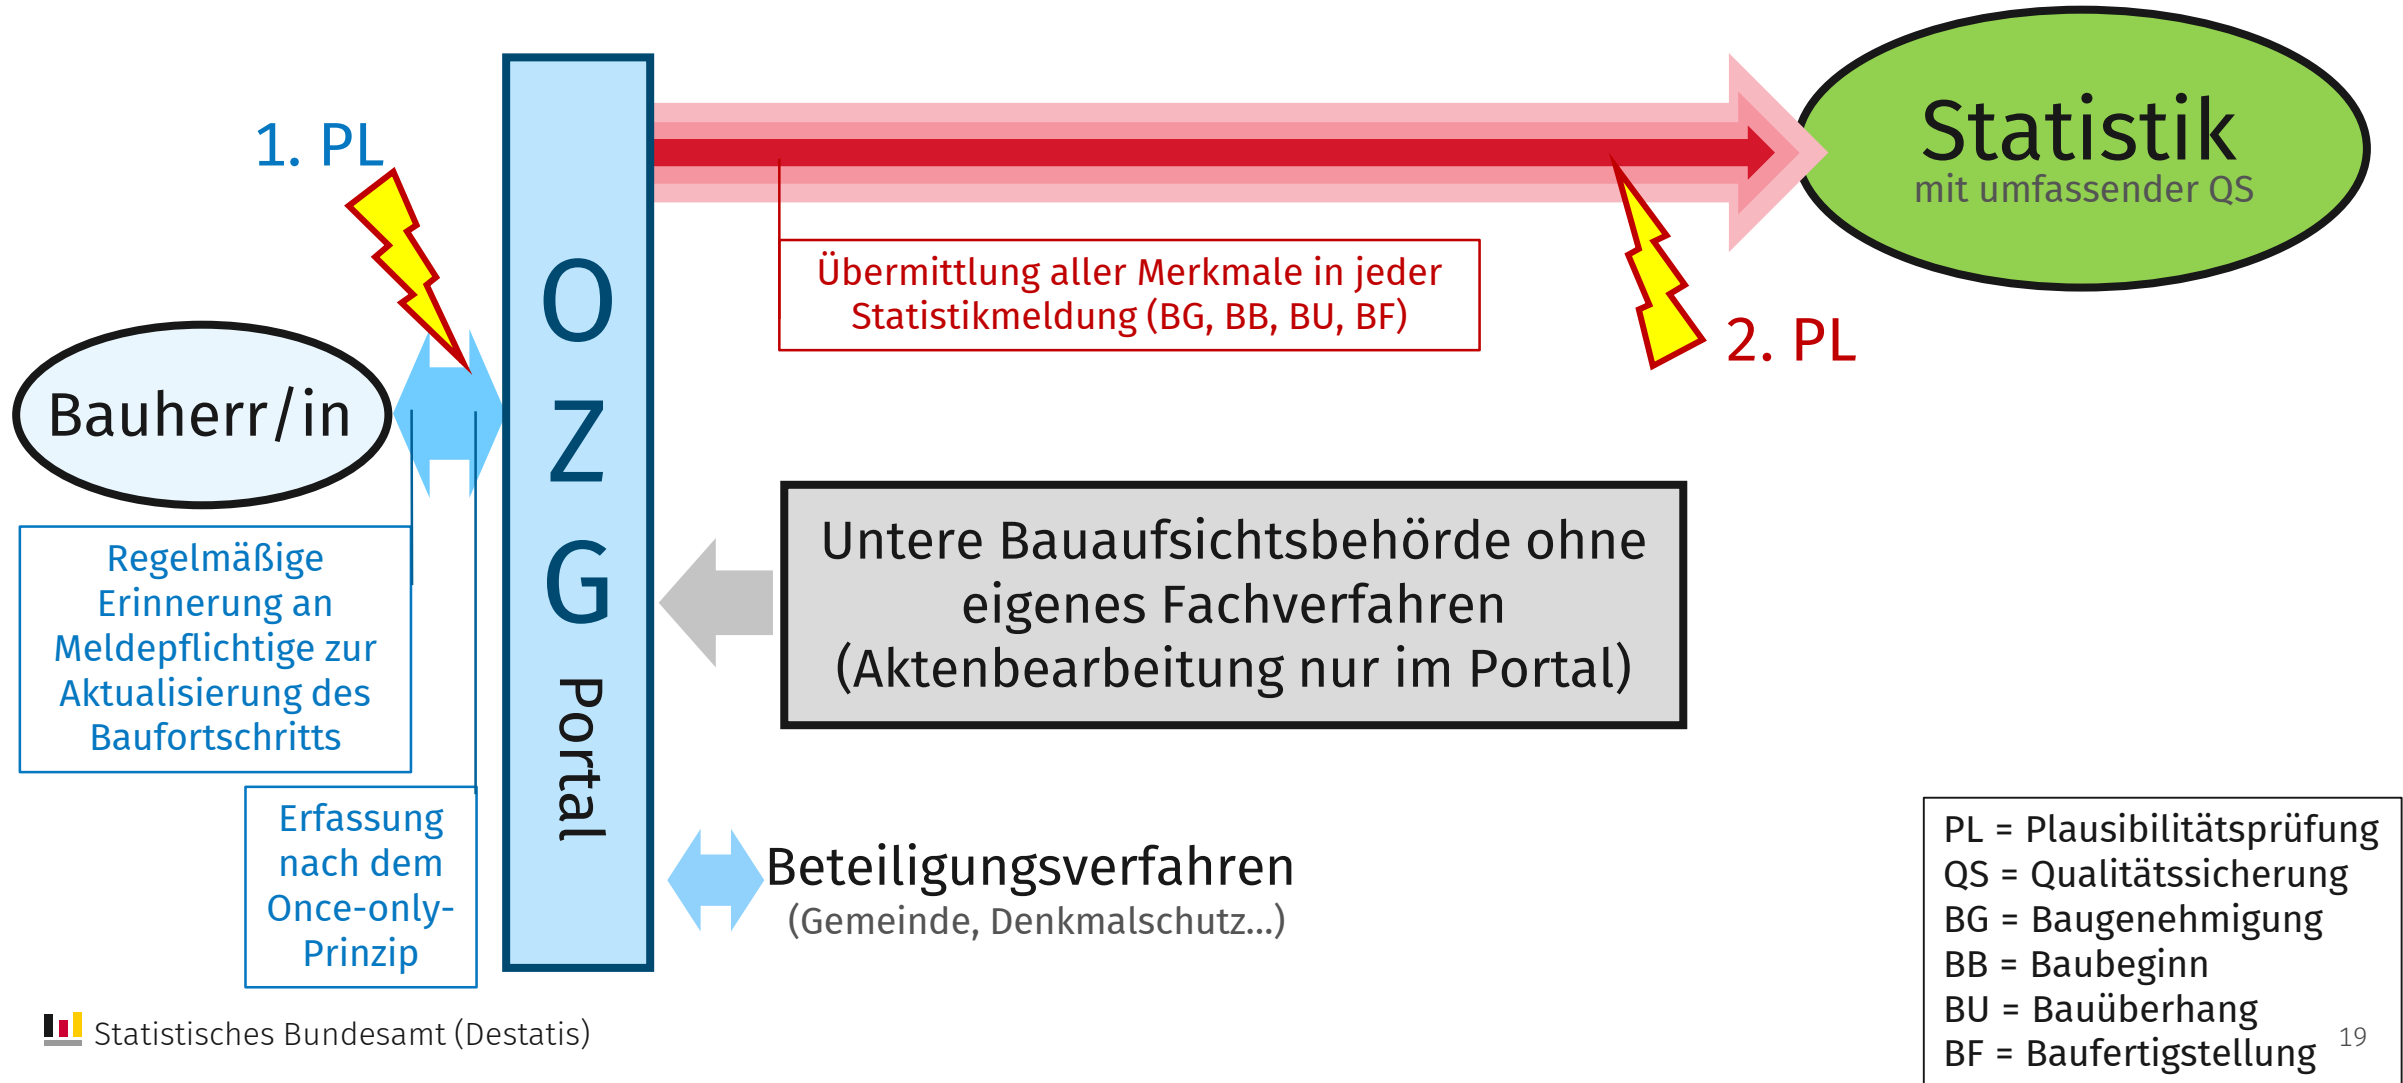 1. PL
Statistik
mit umfassender QS
Übermittlung aller Merkmale in jeder
Statistikmeldung (BG, BB, BU, BF)
2. PL
Bauherr/in
OZG Portal
Regelmäßige
Erinnerung an
Meldepflichtige zur
Aktualisierung des
Baufortschritts
Untere Bauaufsichtsbehörde ohne
eigenes Fachverfahren
(Aktenbearbeitung nur im Portal)
Erfassung
nach dem
Once-only-
Prinzip
Beteiligungsverfahren
(Gemeinde, Denkmalschutz...)
PL = Plausibilitätsprüfung
QS = Qualitätssicherung
BG = Baugenehmigung
BB = Baubeginn
BU = Bauüberhang
BF = Baufertigstellung
Statistisches Bundesamt (Destatis)
19